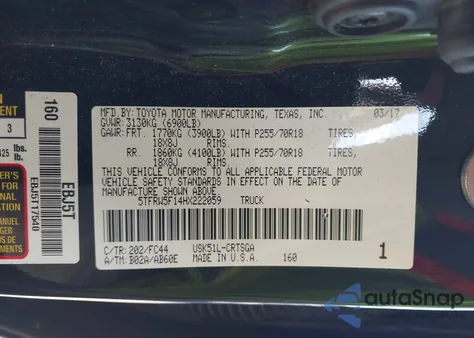 MFD.BY:TOYOTA MOTOR MANUFACTURING, TEXAS, INC. 03/17
GVWR:3130KG (6900LB)
GAWR:FRT. 1770KG (3900LB) WITH P255/70R18 TIRES,
18X8J RIMS
RR. 1860KG (4100LB) WITH P255/70R18 TIRES,
18X8J RIMS
THIS VEHICLE CONFORMS TO ALL APPLICABLE FEDERAL MOTOR
VEHICLE SAFETY STANDARDS IN EFFECT ON THE DATE OF
MANUFACTURE SHOWN ABOVE.
5TFRW5F14HX222059 TRUCK
C/TR:202/FC44 USK51L-CRTSGA
A/TM:B02A/AB60E MADE IN U.S.A. 160 1
160
EBJ5T
EBJ5T17540
3
lbs.
lb.
MANUEL
autoSnap